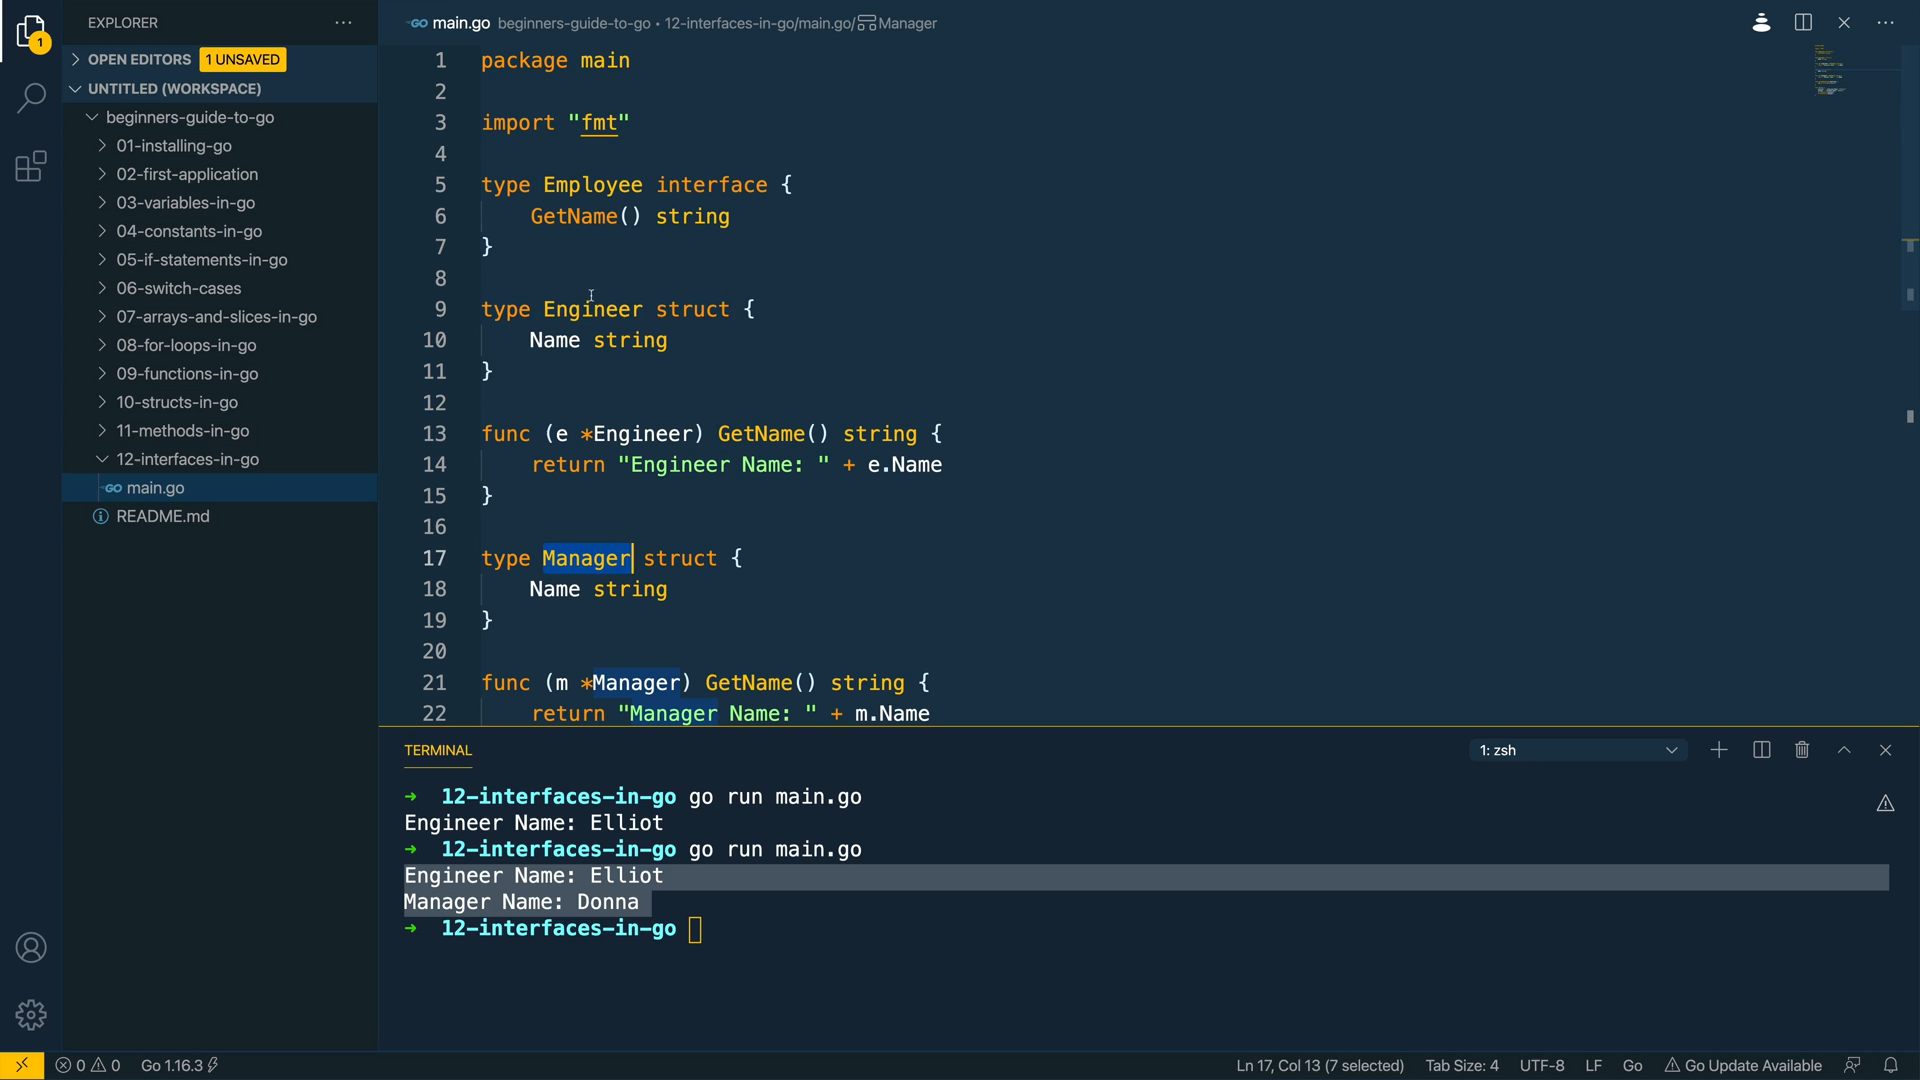 EXPLORER
1
OPEN EDITORS 1 UNSAVED
UNTITLED (WORKSPACE)
beginners-guide-to-go
01-installing-go
02-first-application
03-variables-in-go
04-constants-in-go
05-if-statements-in-go
06-switch-cases
07-arrays-and-slices-in-go
08-for-loops-in-go
09-functions-in-go
10-structs-in-go
11-methods-in-go
12-interfaces-in-go
GO main.go
README.md
GO main.go beginners-guide-to-go • 12-interfaces-in-go/main.go/ Manager
1 package main
2
3 import "fmt"
4
5 type Employee interface {
6 GetName() string
7 }
8
9 type Engineer struct {
10 Name string
11 }
12
13 func (e *Engineer) GetName() string {
14 return "Engineer Name: " + e.Name
15 }
16
17 type Manager struct {
18 Name string
19 }
20
21 func (m *Manager) GetName() string {
22 return "Manager Name: " + m.Name
TERMINAL
1: zsh
➜ 12-interfaces-in-go go run main.go
Engineer Name: Elliot
➜ 12-interfaces-in-go go run main.go
Engineer Name: Elliot
Manager Name: Donna
➜ 12-interfaces-in-go
0 0 Go 1.16.3
Ln 17, Col 13 (7 selected) Tab Size: 4 UTF-8 LF Go Go Update Available